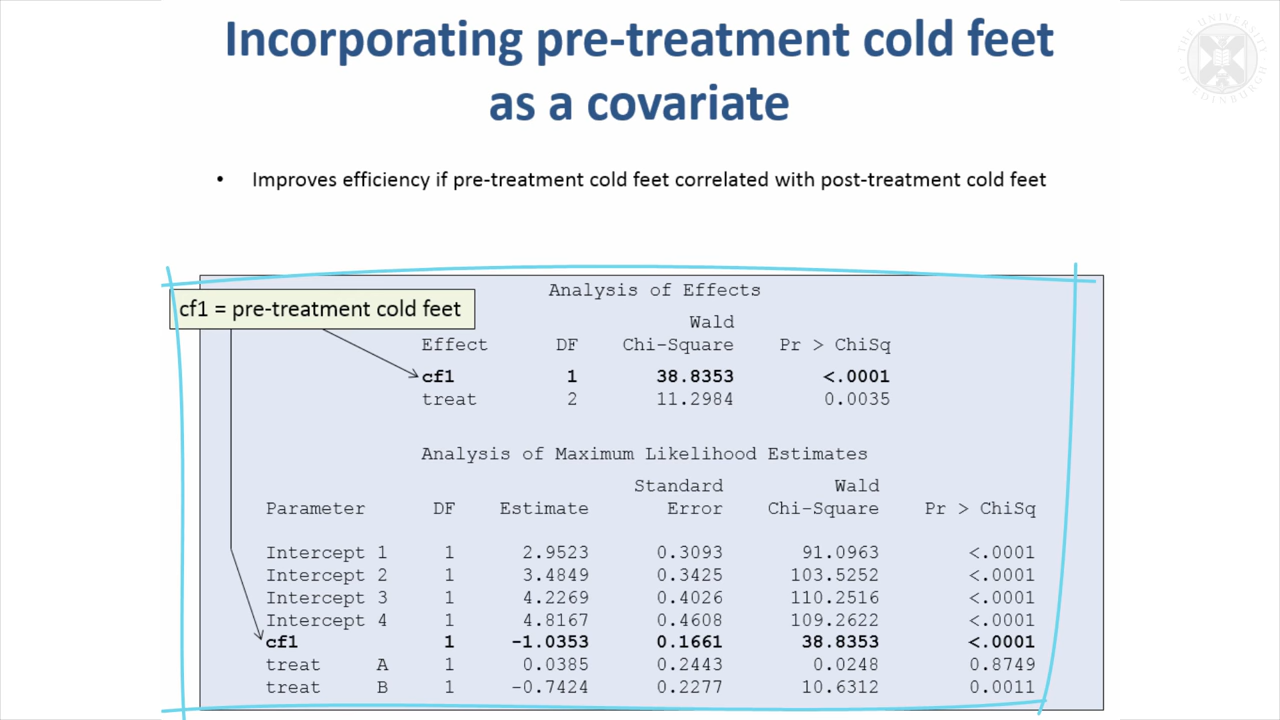 Incorporating pre-treatment cold feet
as a covariate
THE UNIVERSITY OF EDINBURGH
• Improves efficiency if pre-treatment cold feet correlated with post-treatment cold feet
Analysis of Effects
cf1 = pre-treatment cold feet
Wald
Effect DF Chi-Square Pr > ChiSq
cf1 1 38.8353 <.0001
treat 2 11.2984 0.0035
Analysis of Maximum Likelihood Estimates
Standard Wald
Parameter DF Estimate Error Chi-Square Pr > ChiSq
Intercept 1 1 2.9523 0.3093 91.0963 <.0001
Intercept 2 1 3.4849 0.3425 103.5252 <.0001
Intercept 3 1 4.2269 0.4026 110.2516 <.0001
Intercept 4 1 4.8167 0.4608 109.2622 <.0001
cf1 1 -1.0353 0.1661 38.8353 <.0001
treat A 1 0.0385 0.2443 0.0248 0.8749
treat B 1 -0.7424 0.2277 10.6312 0.0011